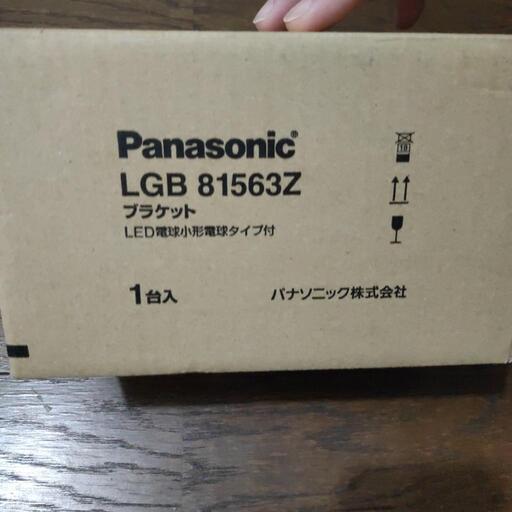 Panasonic®
LGB 81563Z
ブラケット
LED電球小形電球タイプ付
1台入
パナソニック株式会社